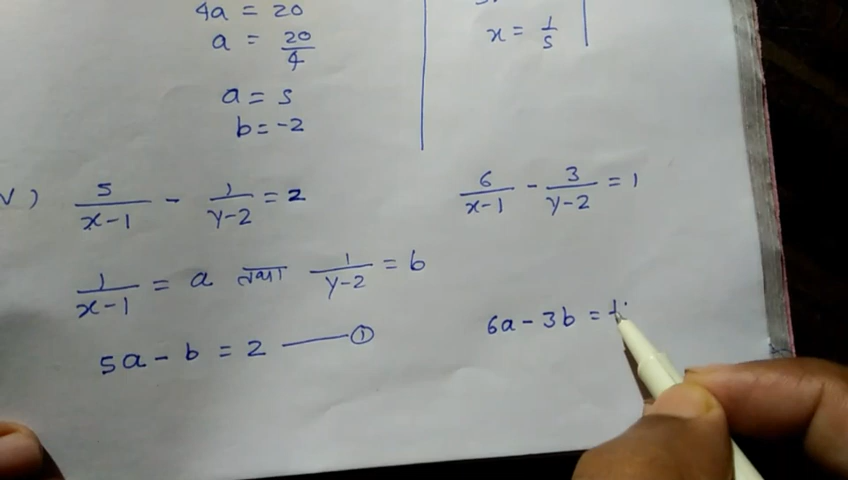 4a = 20
a = 20/4
a = 5
b = -2
x = 1/5
V) 5/(x-1) - 1/(y-2) = 2
6/(x-1) - 3/(y-2) = 1
1/(x-1) = a तथा 1/(y-2) = b
5a - b = 2 —— ①
6a - 3b =